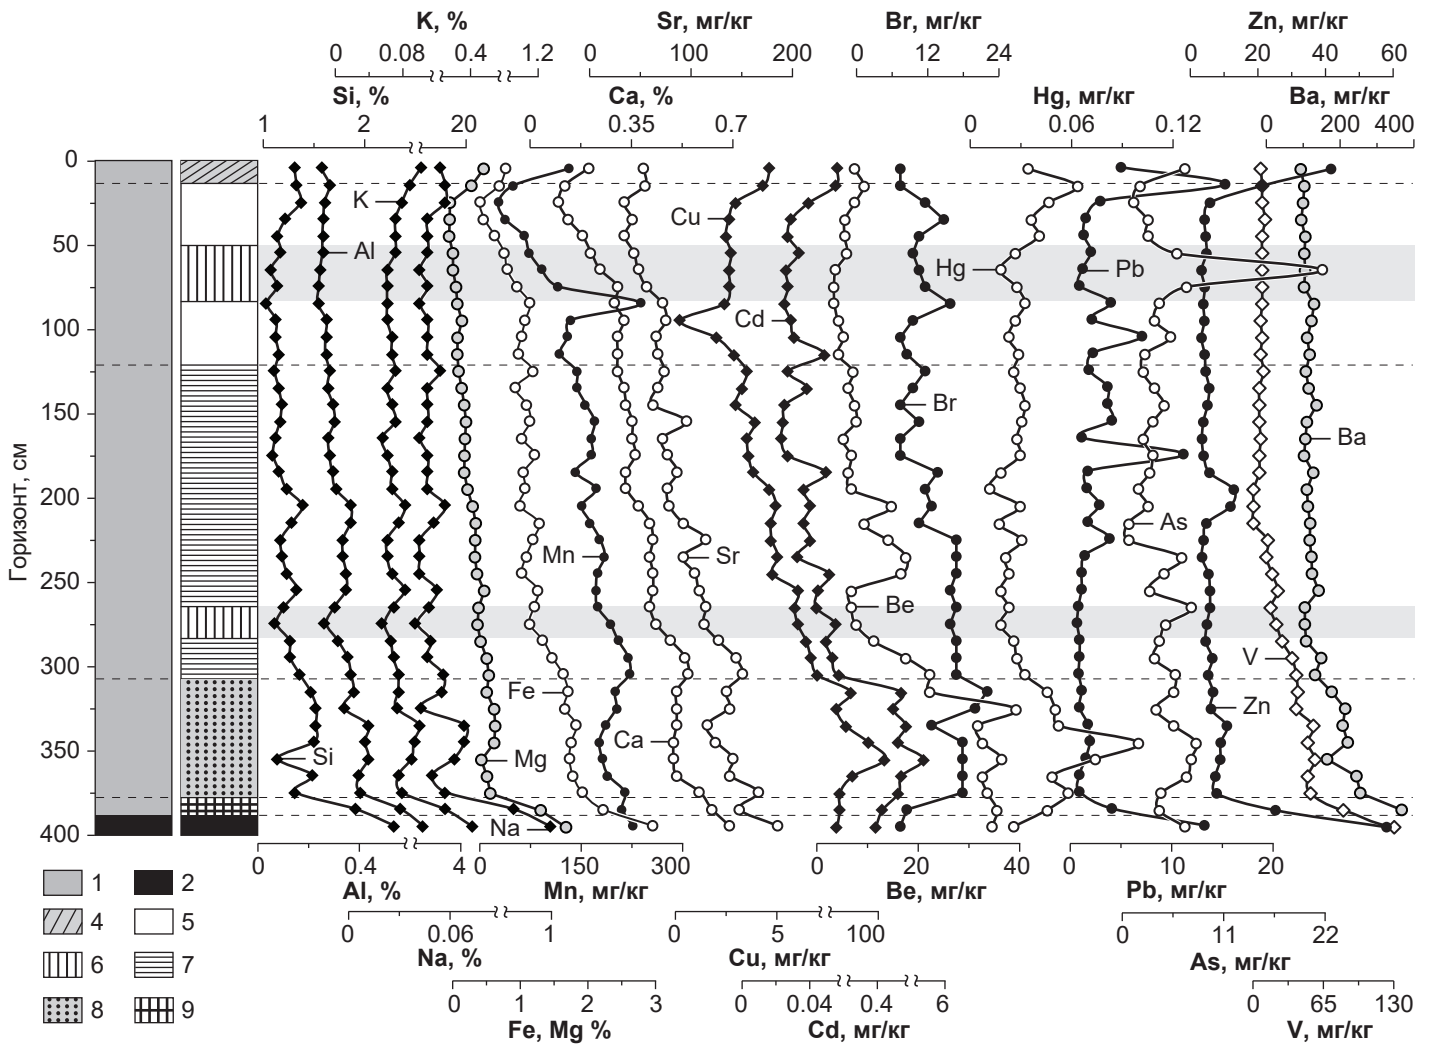 K, % Sr, мг/кг Br, мг/кг Zn, мг/кг
0 0.08 0.4 1.2 0 100 200 0 12 24 0 20 40 60
Si, % Ca, % Hg, мг/кг Ba, мг/кг
1 2 20 0 0.35 0.7 0 0.06 0.12 0 200 400
Горизонт, см
0
50
100
150
200
250
300
350
400
K
Al
Si
Mg
Na
Fe
Mn
Ca
Sr
Cu
Cd
Be
Br
Hg
Pb
As
V
Zn
Ba
0 0.4 4 0 150 300 0 20 40 0 10 20
Al, % Mn, мг/кг Be, мг/кг Pb, мг/кг
0 0.06 1 0 5 100 0 11 22
Na, % Cu, мг/кг As, мг/кг
0 1 2 3 0 0.04 0.4 6 0 65 130
Fe, Mg % Cd, мг/кг V, мг/кг
1 2
4 5
6 7
8 9